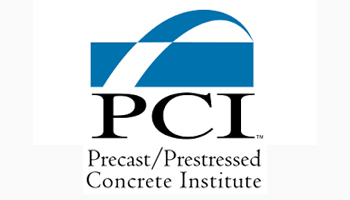 PCI™
Precast/Prestressed
Concrete Institute